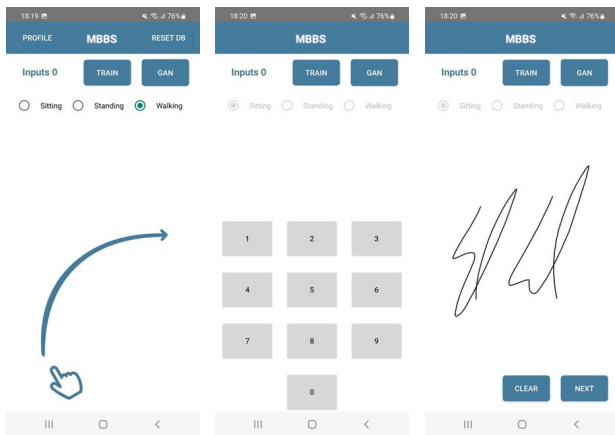 18:19 76%
PROFILE MBBS RESET DB
Inputs 0 TRAIN GAN
Sitting Standing Walking
18:20 76%
MBBS
Inputs 0 TRAIN GAN
Sitting Standing Walking
1 2 3
4 5 6
7 8 9
0
18:20 76%
MBBS
Inputs 0 TRAIN GAN
Sitting Standing Walking
CLEAR NEXT